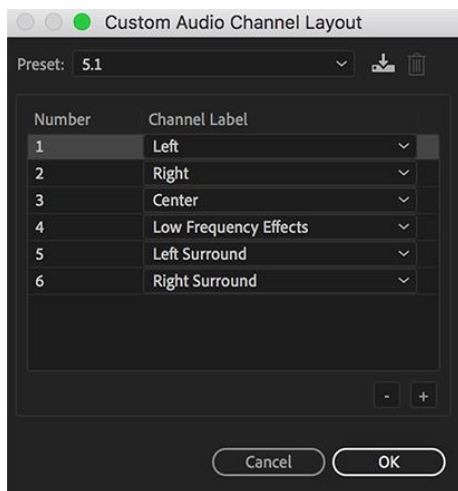 Custom Audio Channel Layout
Preset: 5.1
Number Channel Label
1 Left
2 Right
3 Center
4 Low Frequency Effects
5 Left Surround
6 Right Surround
- +
Cancel OK